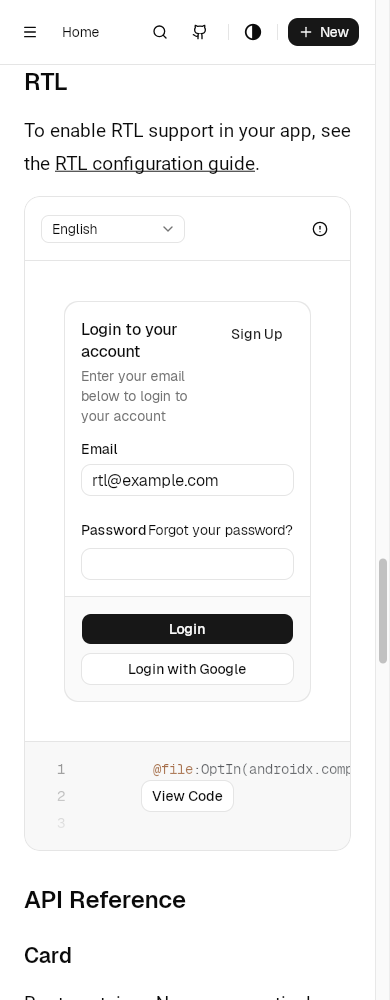 Home
New
RTL
To enable RTL support in your app, see
the RTL configuration guide.
English
Login to your
account
Sign Up
Enter your email
below to login to
your account
Email
rtl@example.com
Password Forgot your password?
Login
Login with Google
1 @file:OptIn(androidx.comp
2
View Code
3
API Reference
Card